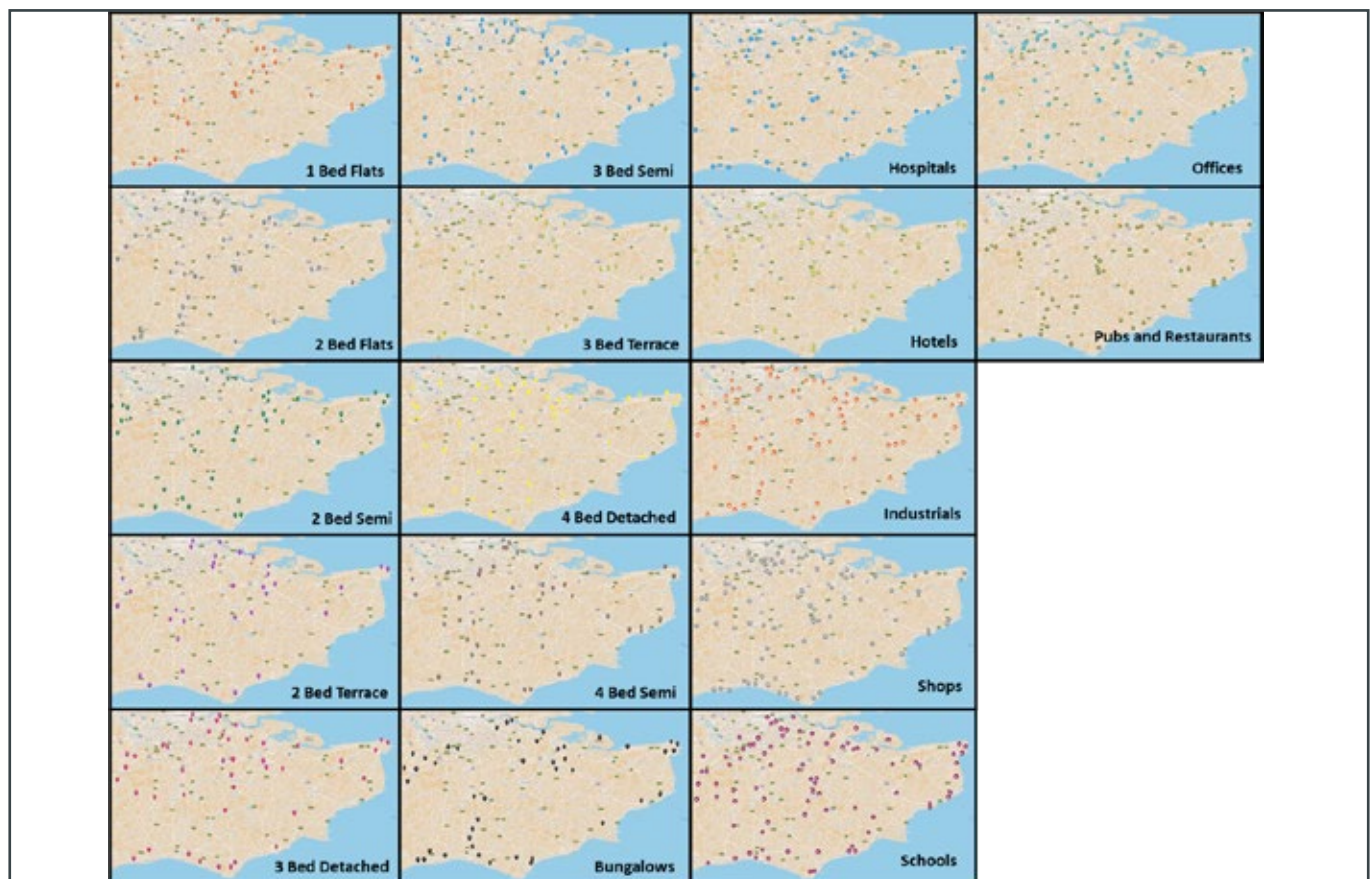 1 Bed Flats
3 Bed Semi
Hospitals
Offices
2 Bed Flats
3 Bed Terrace
Hotels
Pubs and Restaurants
2 Bed Semi
4 Bed Detached
Industrials
2 Bed Terrace
4 Bed Semi
Shops
3 Bed Detached
Bungalows
Schools